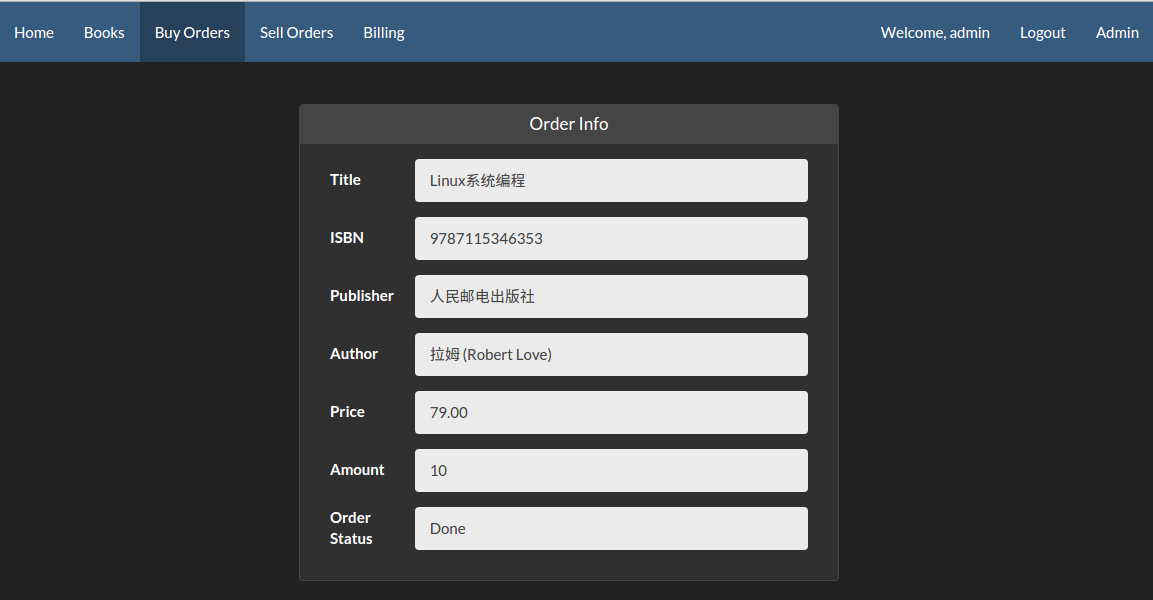 Home Books Buy Orders Sell Orders Billing Welcome, admin Logout Admin
Order Info
Title Linux系统编程
ISBN 9787115346353
Publisher 人民邮电出版社
Author 拉姆 (Robert Love)
Price 79.00
Amount 10
Order
Status Done